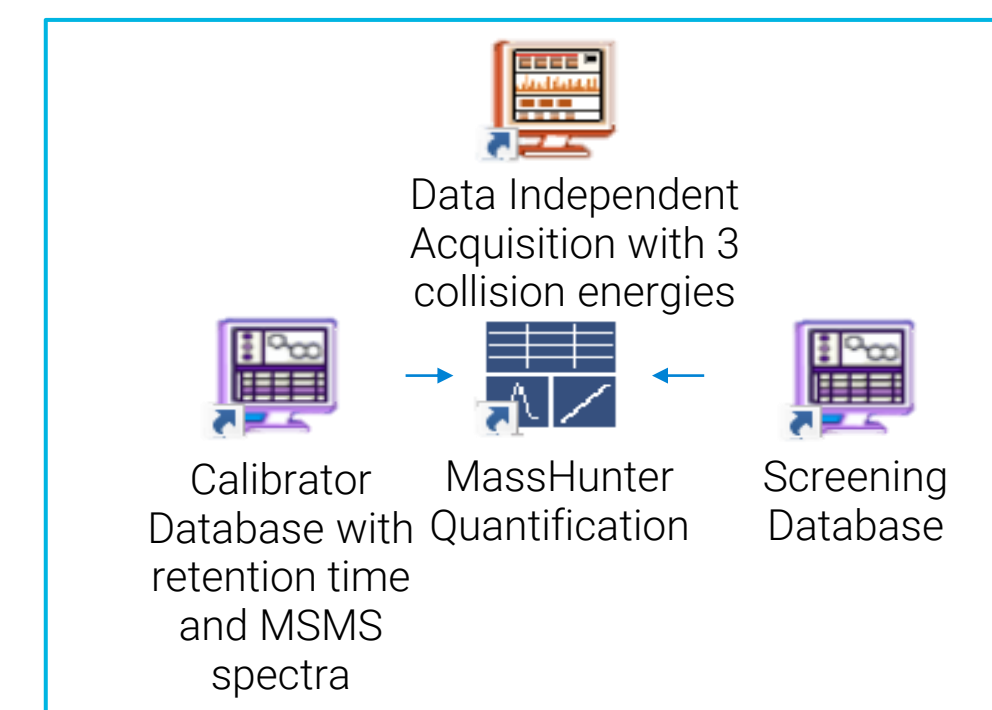 Data Independent
Acquisition with 3
collision energies
Calibrator
Database with
retention time
and MSMS
spectra
MassHunter
Quantification
Screening
Database